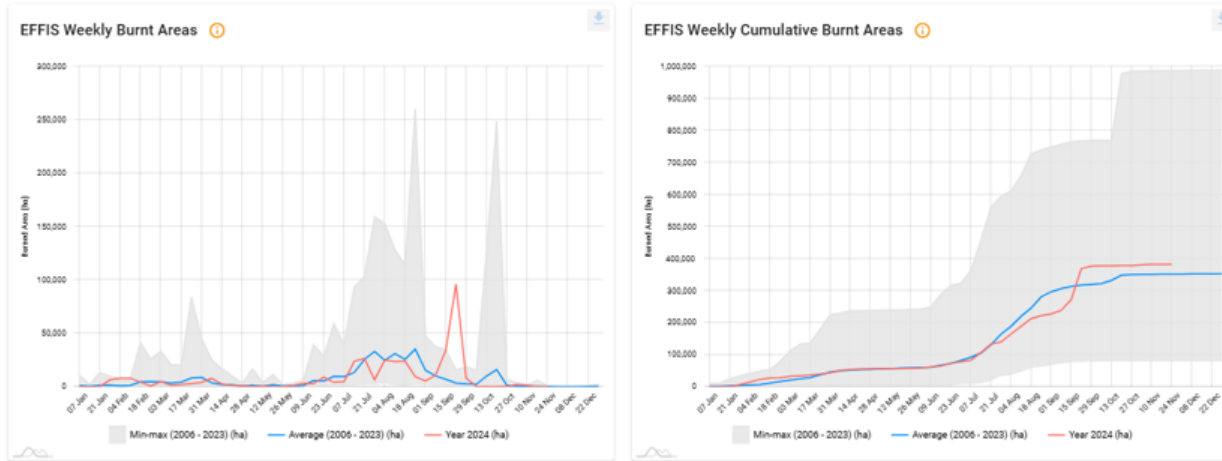 EFFIS Weekly Burnt Areas
300,000
250,000
200,000
150,000
100,000
50,000
0
Burned Area (ha)
07 Jan
21 Jan
04 Feb
18 Feb
03 Mar
17 Mar
31 Mar
14 Apr
28 Apr
12 May
26 May
09 Jun
23 Jun
07 Jul
21 Jul
04 Aug
18 Aug
01 Sep
15 Sep
29 Sep
13 Oct
27 Oct
10 Nov
24 Nov
08 Dec
22 Dec
Min-max (2006 - 2023) (ha)
Average (2006 - 2023) (ha)
Year 2024 (ha)
EFFIS Weekly Cumulative Burnt Areas
1,000,000
900,000
800,000
700,000
600,000
500,000
400,000
300,000
200,000
100,000
0
Burned Area (ha)
07 Jan
21 Jan
04 Feb
18 Feb
03 Mar
17 Mar
31 Mar
14 Apr
28 Apr
12 May
26 May
09 Jun
23 Jun
07 Jul
21 Jul
04 Aug
18 Aug
01 Sep
15 Sep
29 Sep
13 Oct
27 Oct
10 Nov
24 Nov
08 Dec
22 Dec
Min-max (2006 - 2023) (ha)
Average (2006 - 2023) (ha)
Year 2024 (ha)